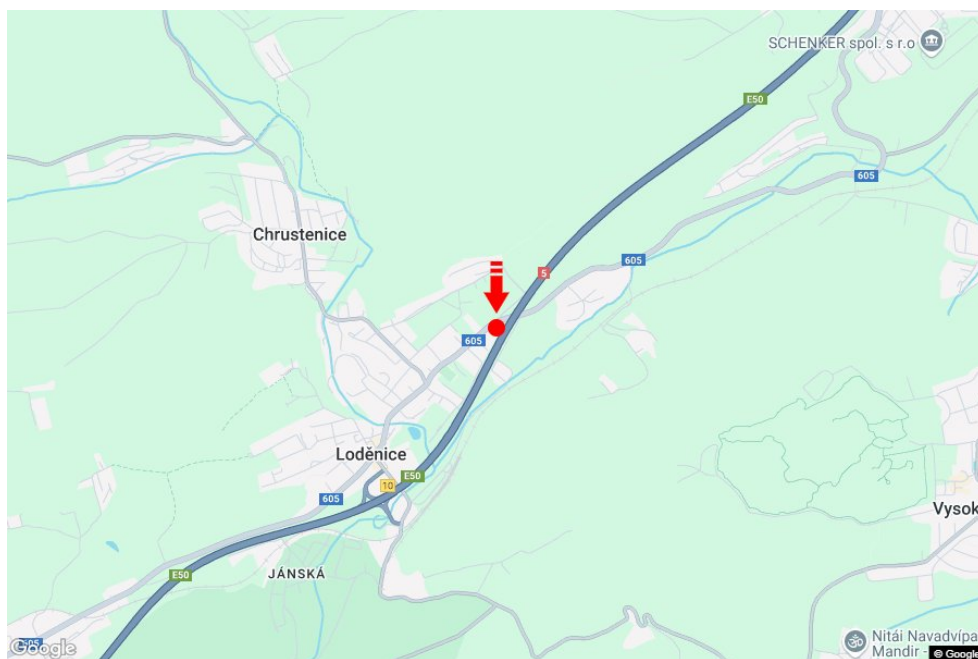 SCHENKER spol. s r.o
E50
605
Chrustenice
605
5
605
Loděnice
E50
10
605
Vysok
E50
JÁNSKÁ
605
Nitái Navadvípa
Mandir -
Google
© Google